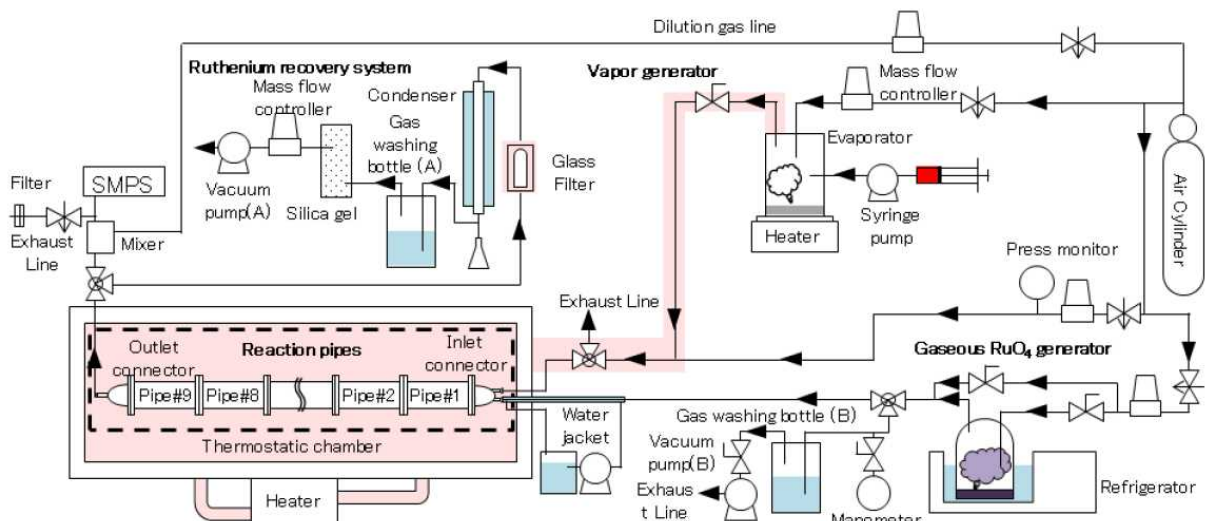 Dilution gas line
Ruthenium recovery system
Mass flow
controller
Condenser
Gas
washing
bottle (A)
Vapor generator
Mass flow
controller
Evaporator
Glass
Filter
Filter
SMPS
Vacuum
pump(A)
Silica gel
Syringe
pump
Heater
Air Cylinder
Exhaust
Line
Mixer
Press monitor
Exhaust Line
Outlet
connector
Reaction pipes
Inlet
connector
Gaseous RuO₄ generator
Pipe#9
Pipe#8
Pipe#2
Pipe#1
Thermostatic chamber
Water
jacket
Gas washing bottle (B)
Vacuum
pump(B)
Exhaus
t Line
Heater
Manometer
Refrigerator